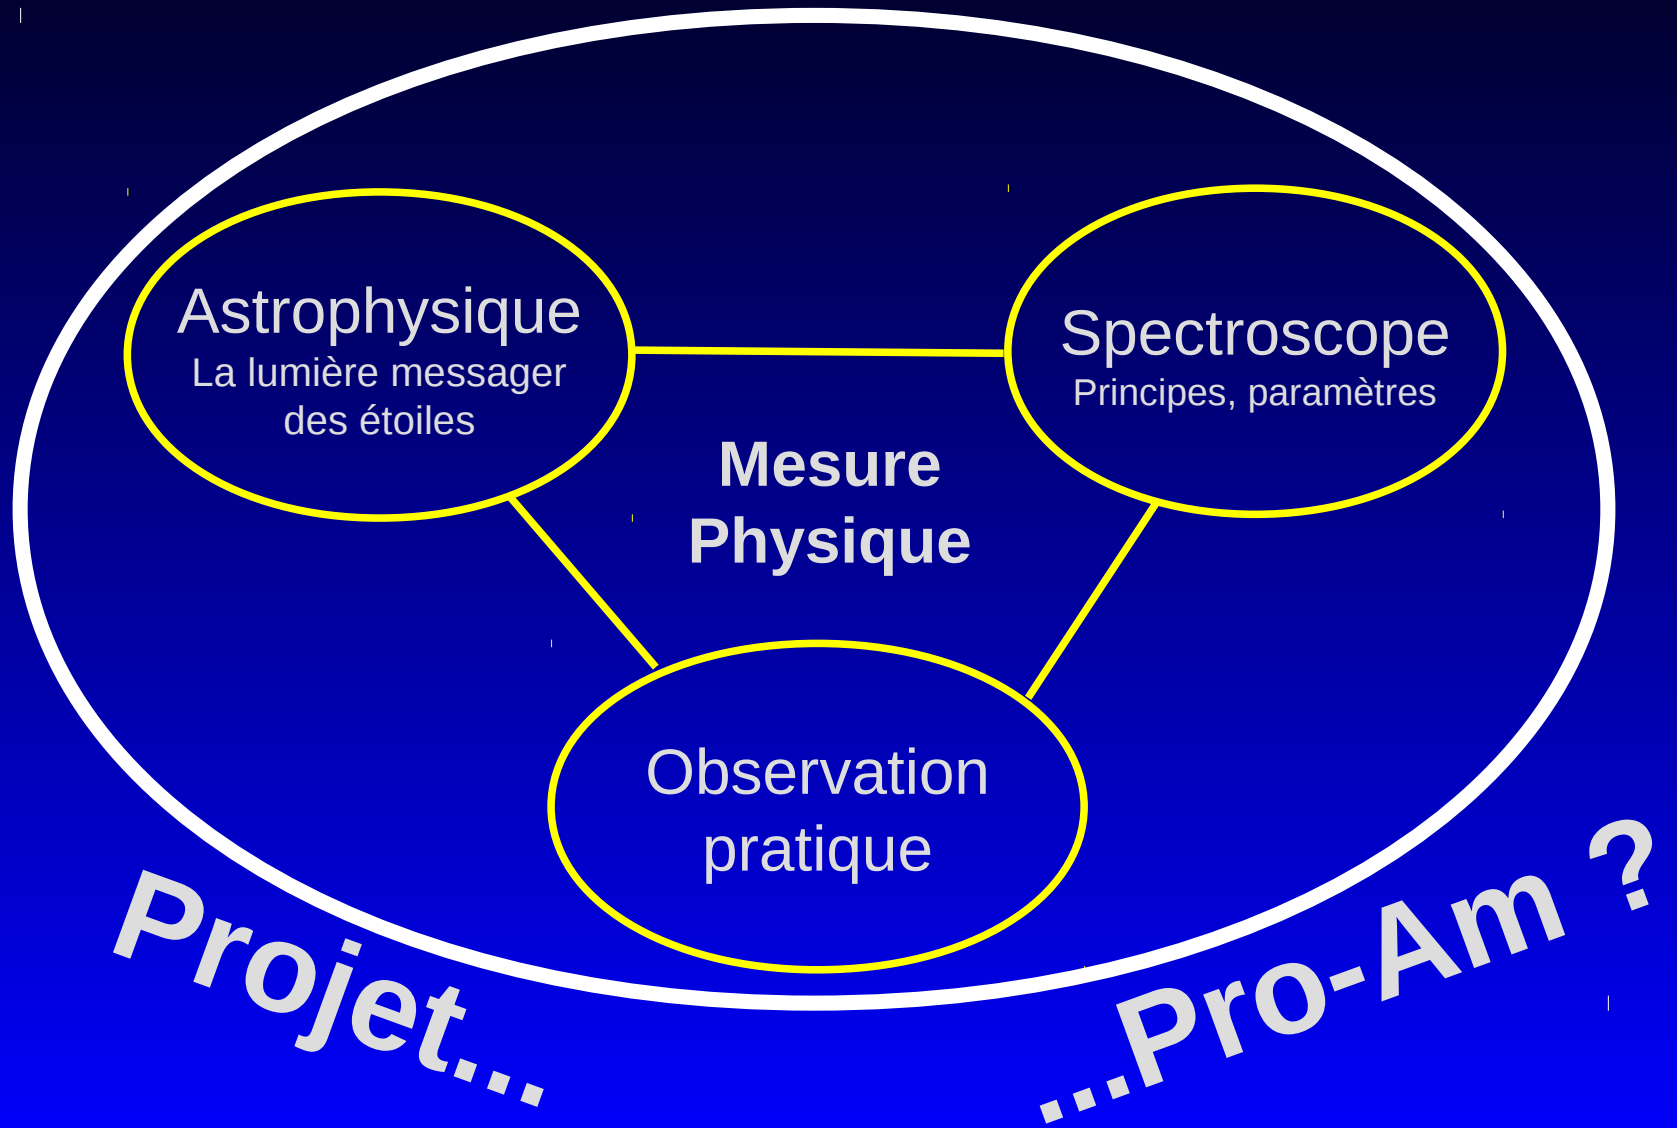 Astrophysique
La lumière messager
des étoiles
Spectroscope
Principes, paramètres
Mesure
Physique
Observation
pratique
Projet...
...Pro-Am ?